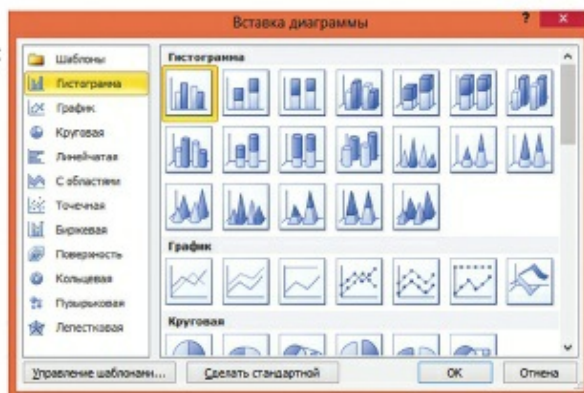 Вставка диаграммы
?
Шаблоны
Гистограмма
График
Круговая
Линейчатая
С областями
Точечная
Биржевая
Поверхность
Кольцевая
Пузырьковая
Лепестковая
Гистограмма
График
Круговая
Управление шаблонами...
Сделать стандартной
ОК
Отмена